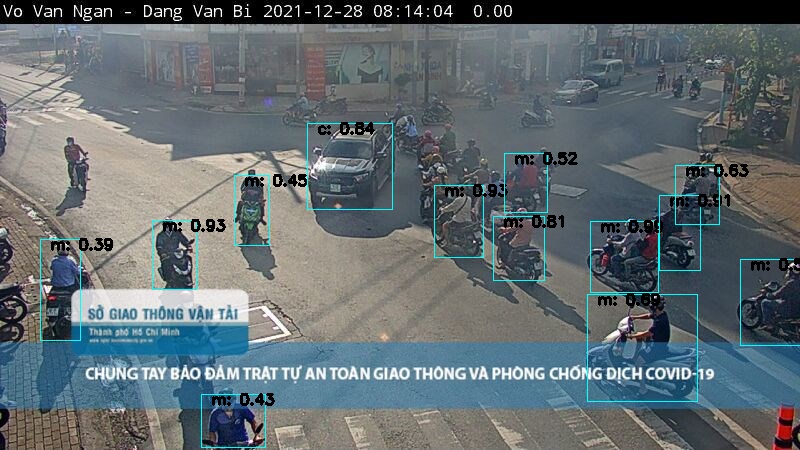 Vo Van Ngan - Dang Van Bi 2021-12-28 08:14:04 0.00
c: 0.84
m: 0.52
m: 0.63
m: 0.45
m: 0.93
m: 0.93
m: 0.81
m: 0.39
m: 0.69
SỞ GIAO THÔNG VẬN TẢI
Thành phố Hồ Chí Minh
CHUNG TAY BẢO ĐẢM TRẬT TỰ AN TOÀN GIAO THÔNG VÀ PHÒNG CHỐNG DỊCH COVID-19
m: 0.43